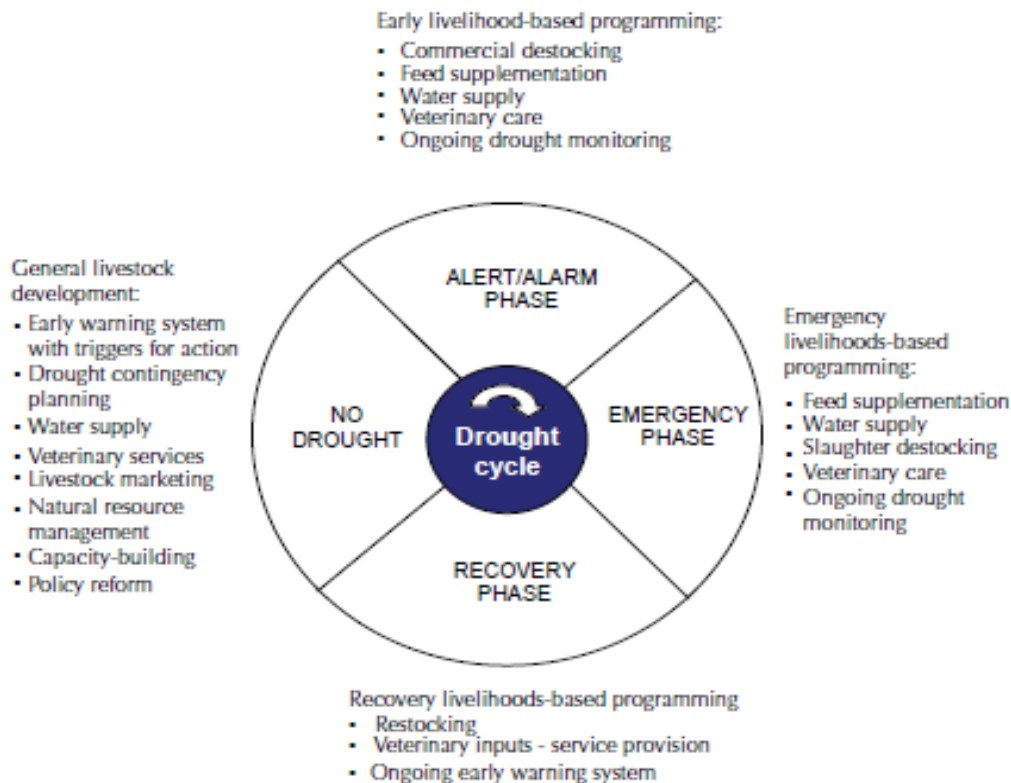 Early livelihood-based programming:
• Commercial destocking
• Feed supplementation
• Water supply
• Veterinary care
• Ongoing drought monitoring
General livestock
development:
• Early warning system
with triggers for action
• Drought contingency
planning
• Water supply
• Veterinary services
• Livestock marketing
• Natural resource
management
• Capacity-building
• Policy reform
ALERT/ALARM
PHASE
NO
DROUGHT
Drought
cycle
EMERGENCY
PHASE
RECOVERY
PHASE
Emergency
livelihoods-based
programming:
• Feed supplementation
• Water supply
• Slaughter destocking
• Veterinary care
• Ongoing drought
monitoring
Recovery livelihoods-based programming
• Restocking
• Veterinary inputs - service provision
• Ongoing early warning system